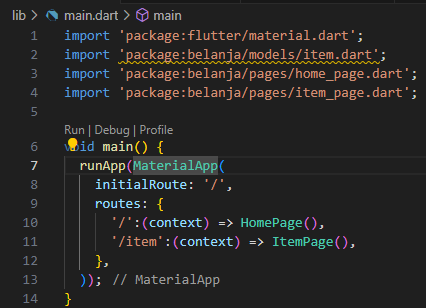 lib > main.dart > main
1 import 'package:flutter/material.dart';
2 import 'package:belanja/models/item.dart';
3 import 'package:belanja/pages/home_page.dart';
4 import 'package:belanja/pages/item_page.dart';
5
Run | Debug | Profile
6 void main() {
7 runApp(MaterialApp(
8 initialRoute: '/',
9 routes: {
10 '/':(context) => HomePage(),
11 '/item':(context) => ItemPage(),
12 },
13 )); // MaterialApp
14 }